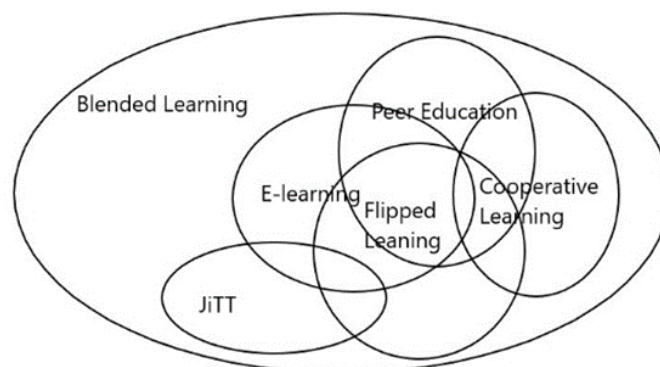 Blended Learning
Peer Education
E-learning
Cooperative
Learning
Flipped
Leaning
JiTT